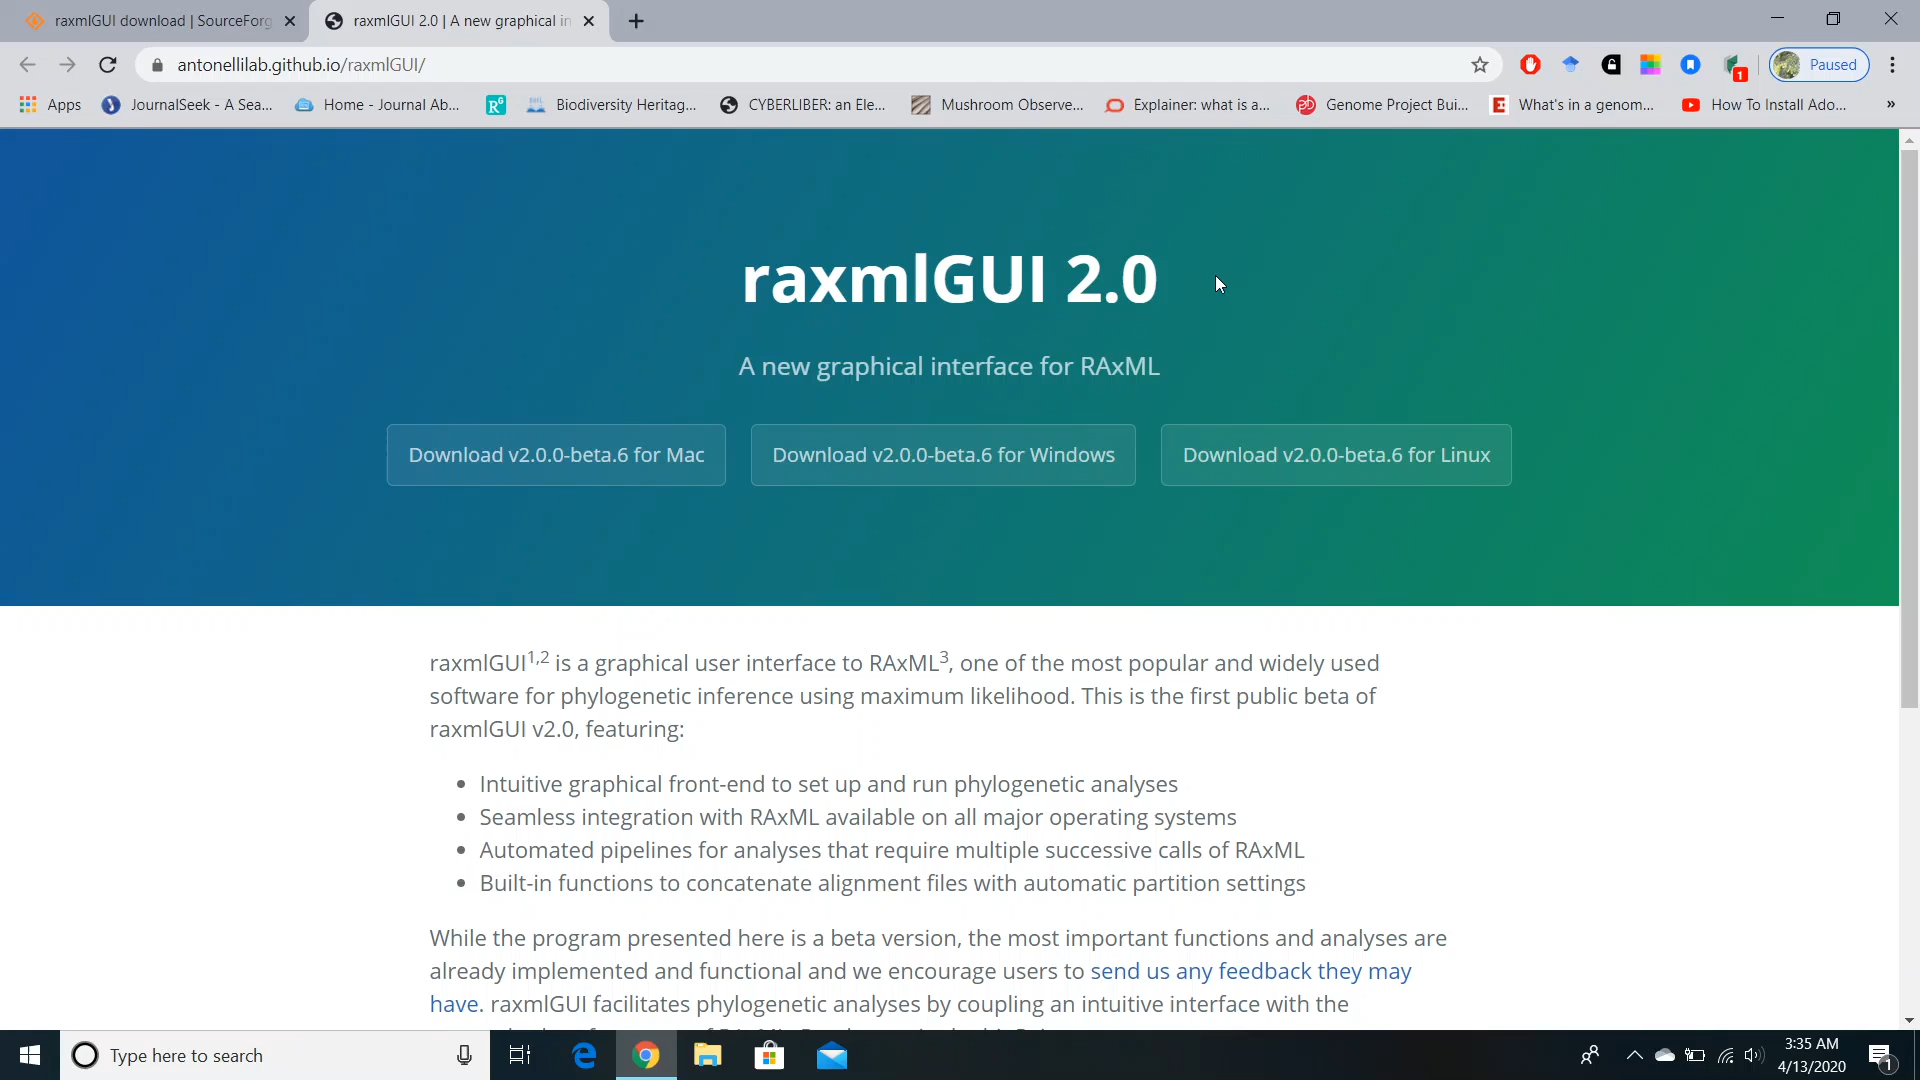 raxmlGUI download | SourceForg
raxmlGUI 2.0 | A new graphical in
antonellilab.github.io/raxmlGUI/
1
Paused
Apps
JournalSeek - A Sea...
Home - Journal Ab...
Biodiversity Heritag...
CYBERLIBER: an Ele...
Mushroom Observe...
Explainer: what is a...
Genome Project Bui...
What's in a genom...
How To Install Ado...
»
raxmlGUI 2.0
A new graphical interface for RAxML
Download v2.0.0-beta.6 for Mac
Download v2.0.0-beta.6 for Windows
Download v2.0.0-beta.6 for Linux
raxmlGUI1,2 is a graphical user interface to RAxML3, one of the most popular and widely used
software for phylogenetic inference using maximum likelihood. This is the first public beta of
raxmlGUI v2.0, featuring:
• Intuitive graphical front-end to set up and run phylogenetic analyses
• Seamless integration with RAxML available on all major operating systems
• Automated pipelines for analyses that require multiple successive calls of RAxML
• Built-in functions to concatenate alignment files with automatic partition settings
While the program presented here is a beta version, the most important functions and analyses are
already implemented and functional and we encourage users to send us any feedback they may
have. raxmlGUI facilitates phylogenetic analyses by coupling an intuitive interface with the
Type here to search
3:35 AM
4/13/2020
1